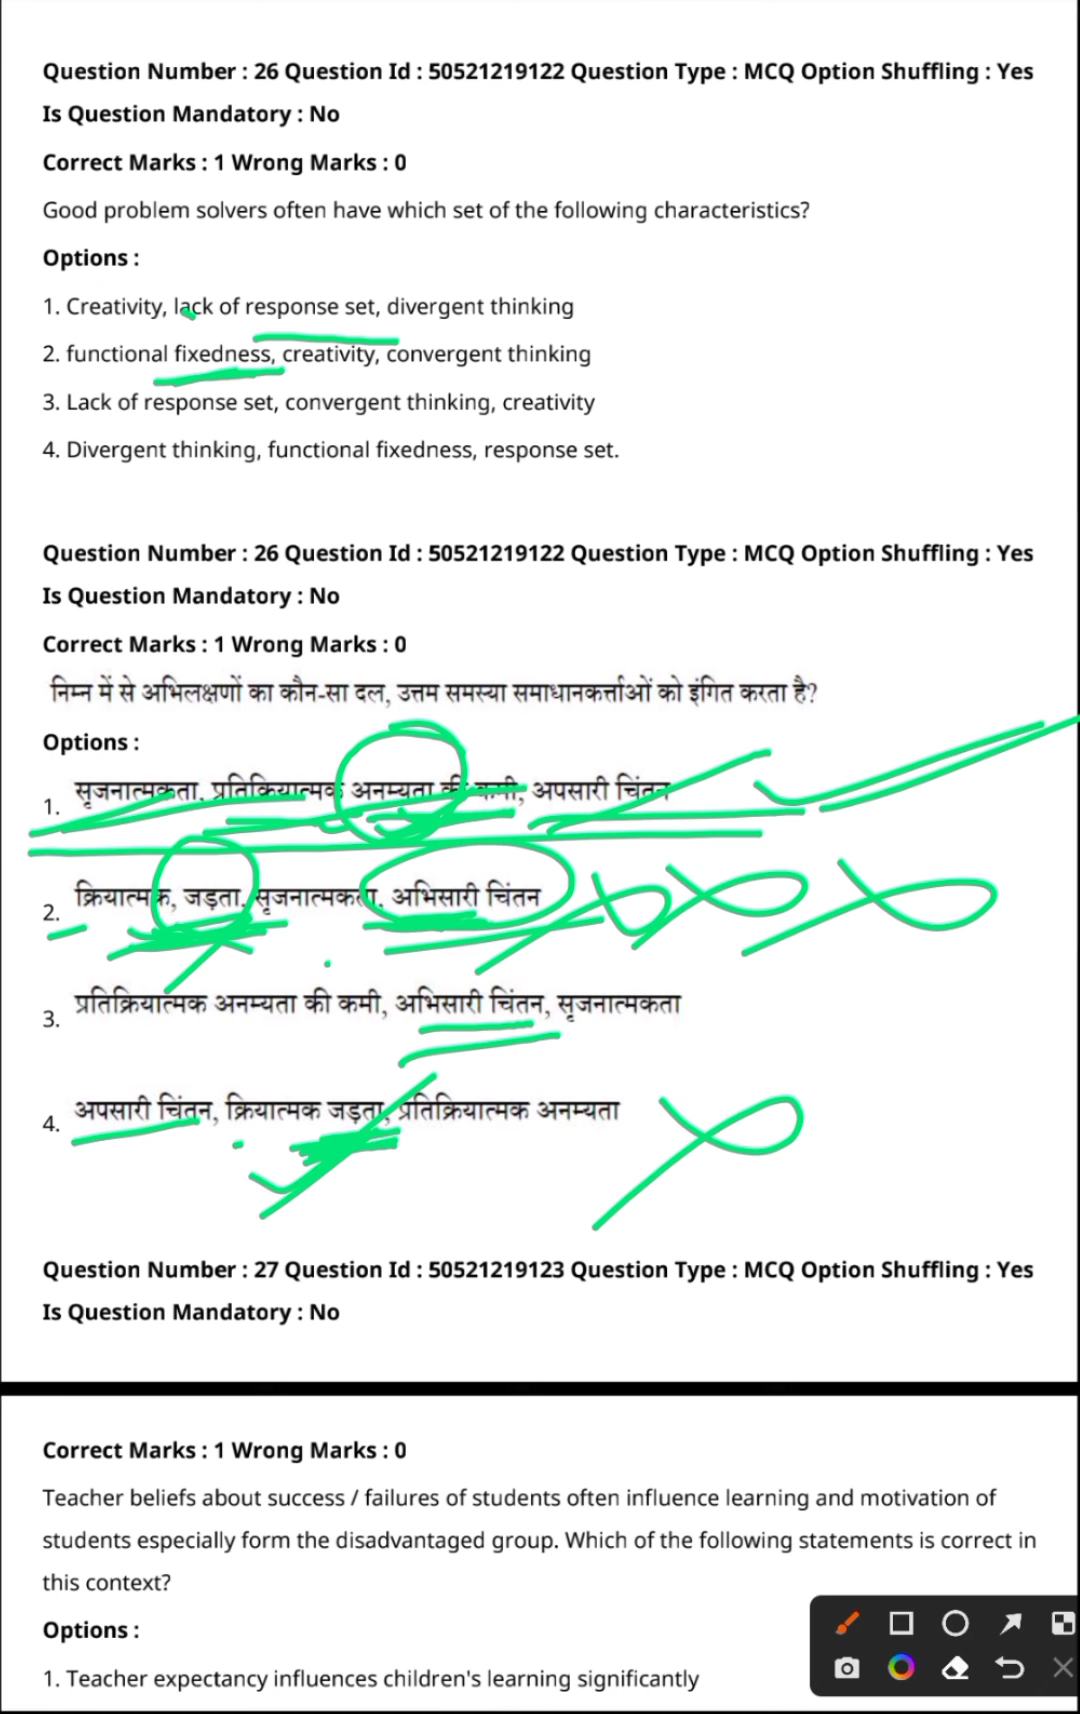 Question Number : 26 Question Id : 50521219122 Question Type : MCQ Option Shuffling : Yes
Is Question Mandatory : No
Correct Marks : 1 Wrong Marks : 0
Good problem solvers often have which set of the following characteristics?
Options :
1. Creativity, lack of response set, divergent thinking
2. functional fixedness, creativity, convergent thinking
3. Lack of response set, convergent thinking, creativity
4. Divergent thinking, functional fixedness, response set.
Question Number : 26 Question Id : 50521219122 Question Type : MCQ Option Shuffling : Yes
Is Question Mandatory : No
Correct Marks : 1 Wrong Marks : 0
निम्न में से अभिलक्षणों का कौन-सा दल, उत्तम समस्या समाधानकर्त्ताओं को इंगित करता है?
Options :
1. सृजनात्मकता, प्रतिक्रियात्मक अनम्यता की कमी, अपसारी चिंतन
2. क्रियात्मक, जड़ता, सृजनात्मकता, अभिसारी चिंतन
3. प्रतिक्रियात्मक अनम्यता की कमी, अभिसारी चिंतन, सृजनात्मकता
4. अपसारी चिंतन, क्रियात्मक जड़ता, प्रतिक्रियात्मक अनम्यता
Question Number : 27 Question Id : 50521219123 Question Type : MCQ Option Shuffling : Yes
Is Question Mandatory : No
Correct Marks : 1 Wrong Marks : 0
Teacher beliefs about success / failures of students often influence learning and motivation of
students especially form the disadvantaged group. Which of the following statements is correct in
this context?
Options :
1. Teacher expectancy influences children's learning significantly